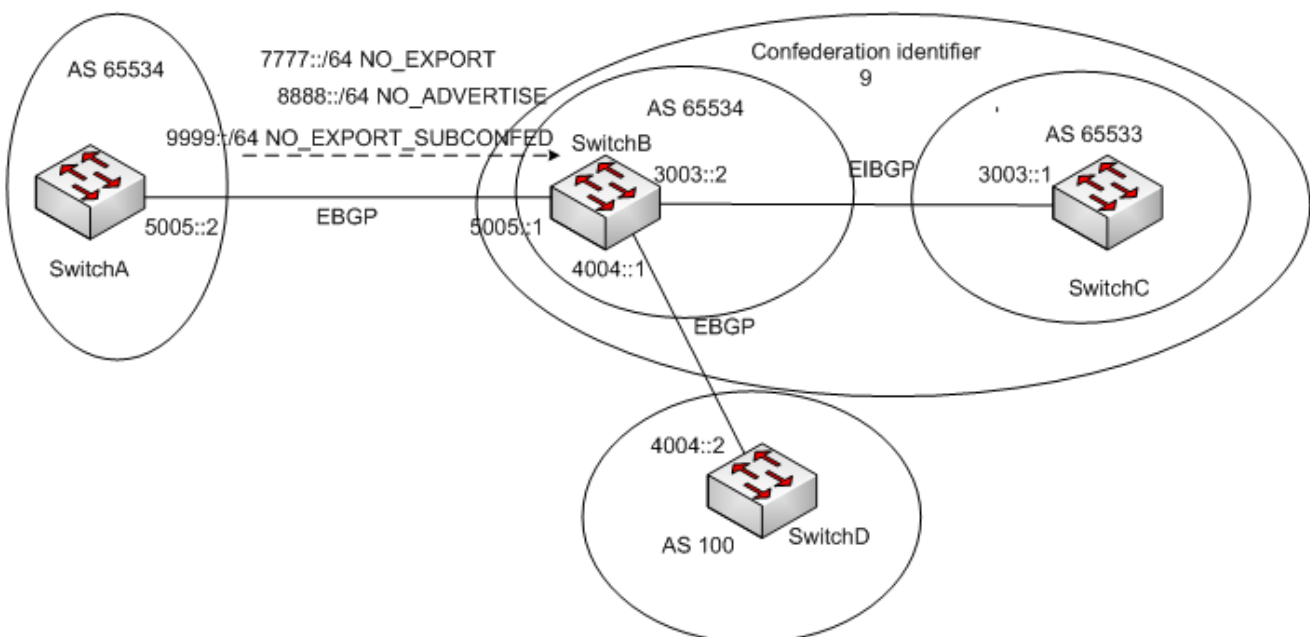 Confederation identifier
9
AS 65534
7777::/64 NO_EXPORT
8888::/64 NO_ADVERTISE
9999::/64 NO_EXPORT_SUBCONFED
AS 65534
AS 65533
SwitchB
3003::2
EIBGP
3003::1
5005::2
EBGP
5005::1
SwitchA
4004::1
SwitchC
EBGP
4004::2
AS 100
SwitchD